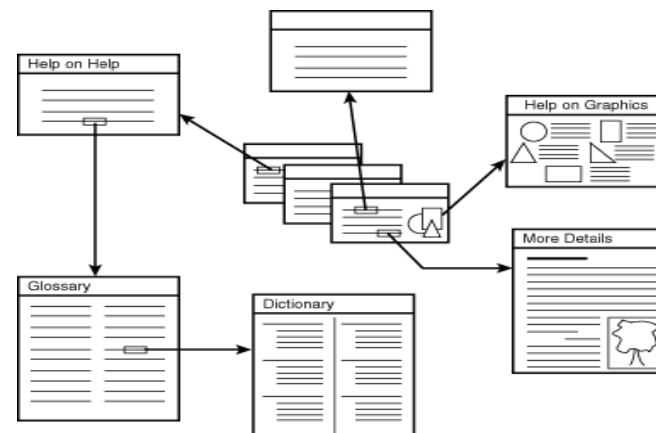 Help on Help
Help on Graphics
More Details
Glossary
Dictionary